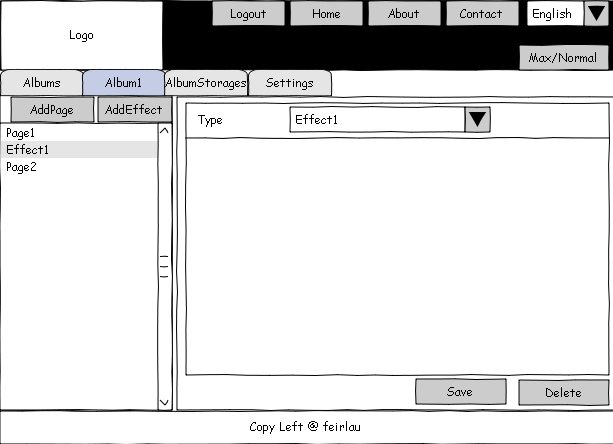 Logo
Logout Home About Contact English
Max/Normal
Albums Album1 AlbumStorages Settings
AddPage AddEffect
Type Effect1
Page1
Effect1
Page2
Save Delete
Copy Left @ feirlau